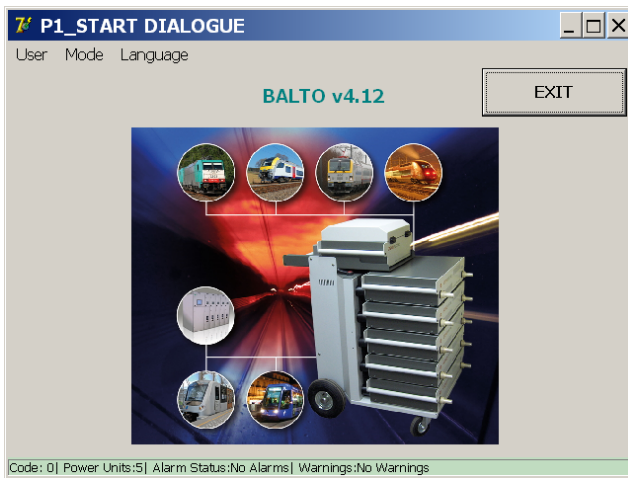 P1_START DIALOGUE
User Mode Language
BALTO v4.12
EXIT
Code: 0| Power Units:5| Alarm Status:No Alarms| Warnings:No Warnings